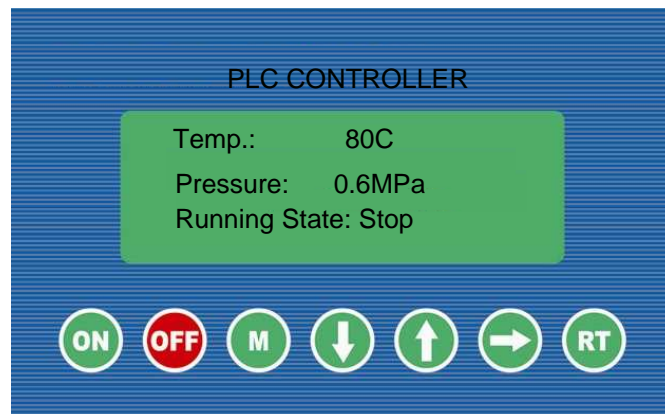 PLC CONTROLLER
Temp.: 80C
Pressure: 0.6MPa
Running State: Stop
ON OFF M RT